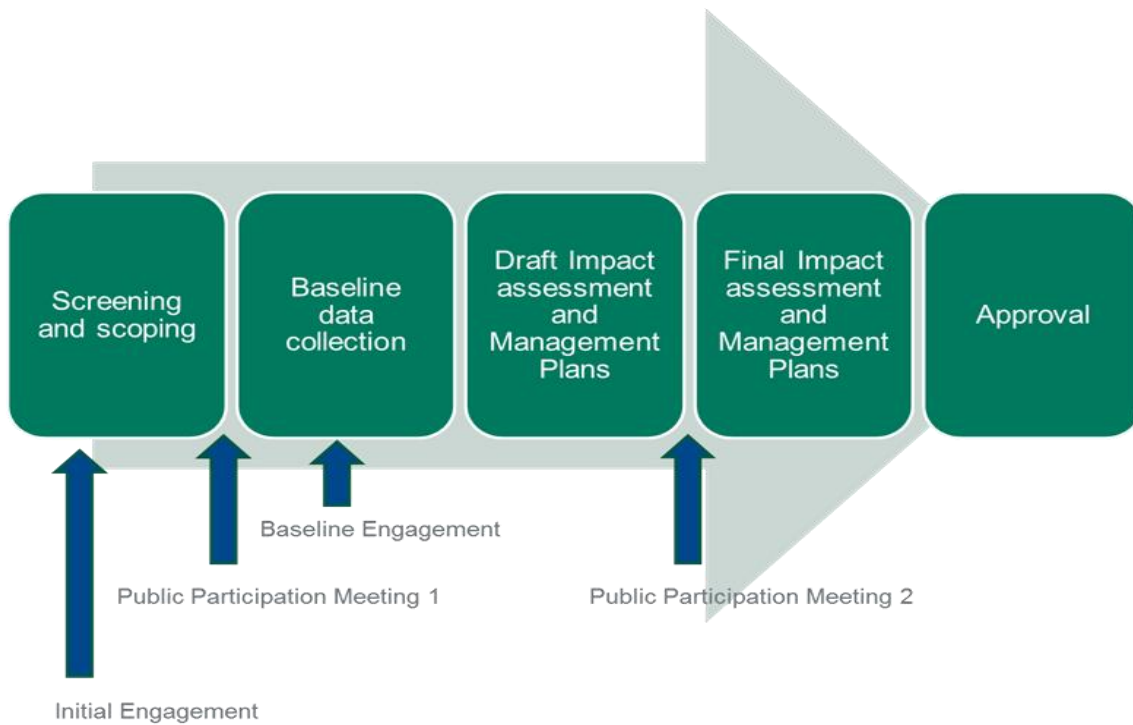 Screening
and scoping
Baseline
data
collection
Draft Impact
assessment
and
Management
Plans
Final Impact
assessment
and
Management
Plans
Approval
Baseline Engagement
Public Participation Meeting 1
Public Participation Meeting 2
Initial Engagement